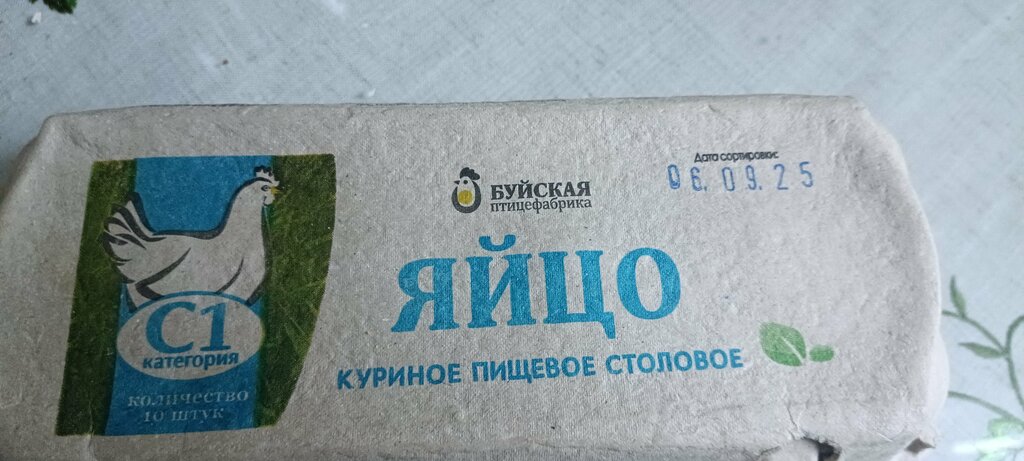 С1
категория
количество
10 штук
БУЙСКАЯ
птицефабрика
ЯЙЦО
КУРИНОЕ ПИЩЕВОЕ СТОЛОВОЕ
Дата сортировки:
06.09.25